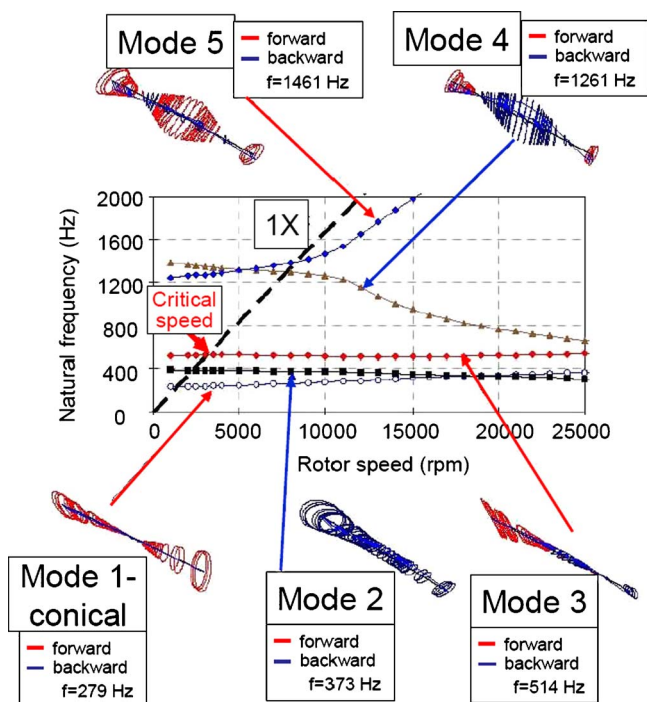 Mode 5
forward
backward
f=1461 Hz
Mode 4
forward
backward
f=1261 Hz
Natural frequency (Hz)
2000
1600
1200
800
400
0
1X
Critical
speed
0
5000
10000
15000
20000
25000
Rotor speed (rpm)
Mode 1-
conical
forward
backward
f=279 Hz
Mode 2
forward
backward
f=373 Hz
Mode 3
forward
backward
f=514 Hz